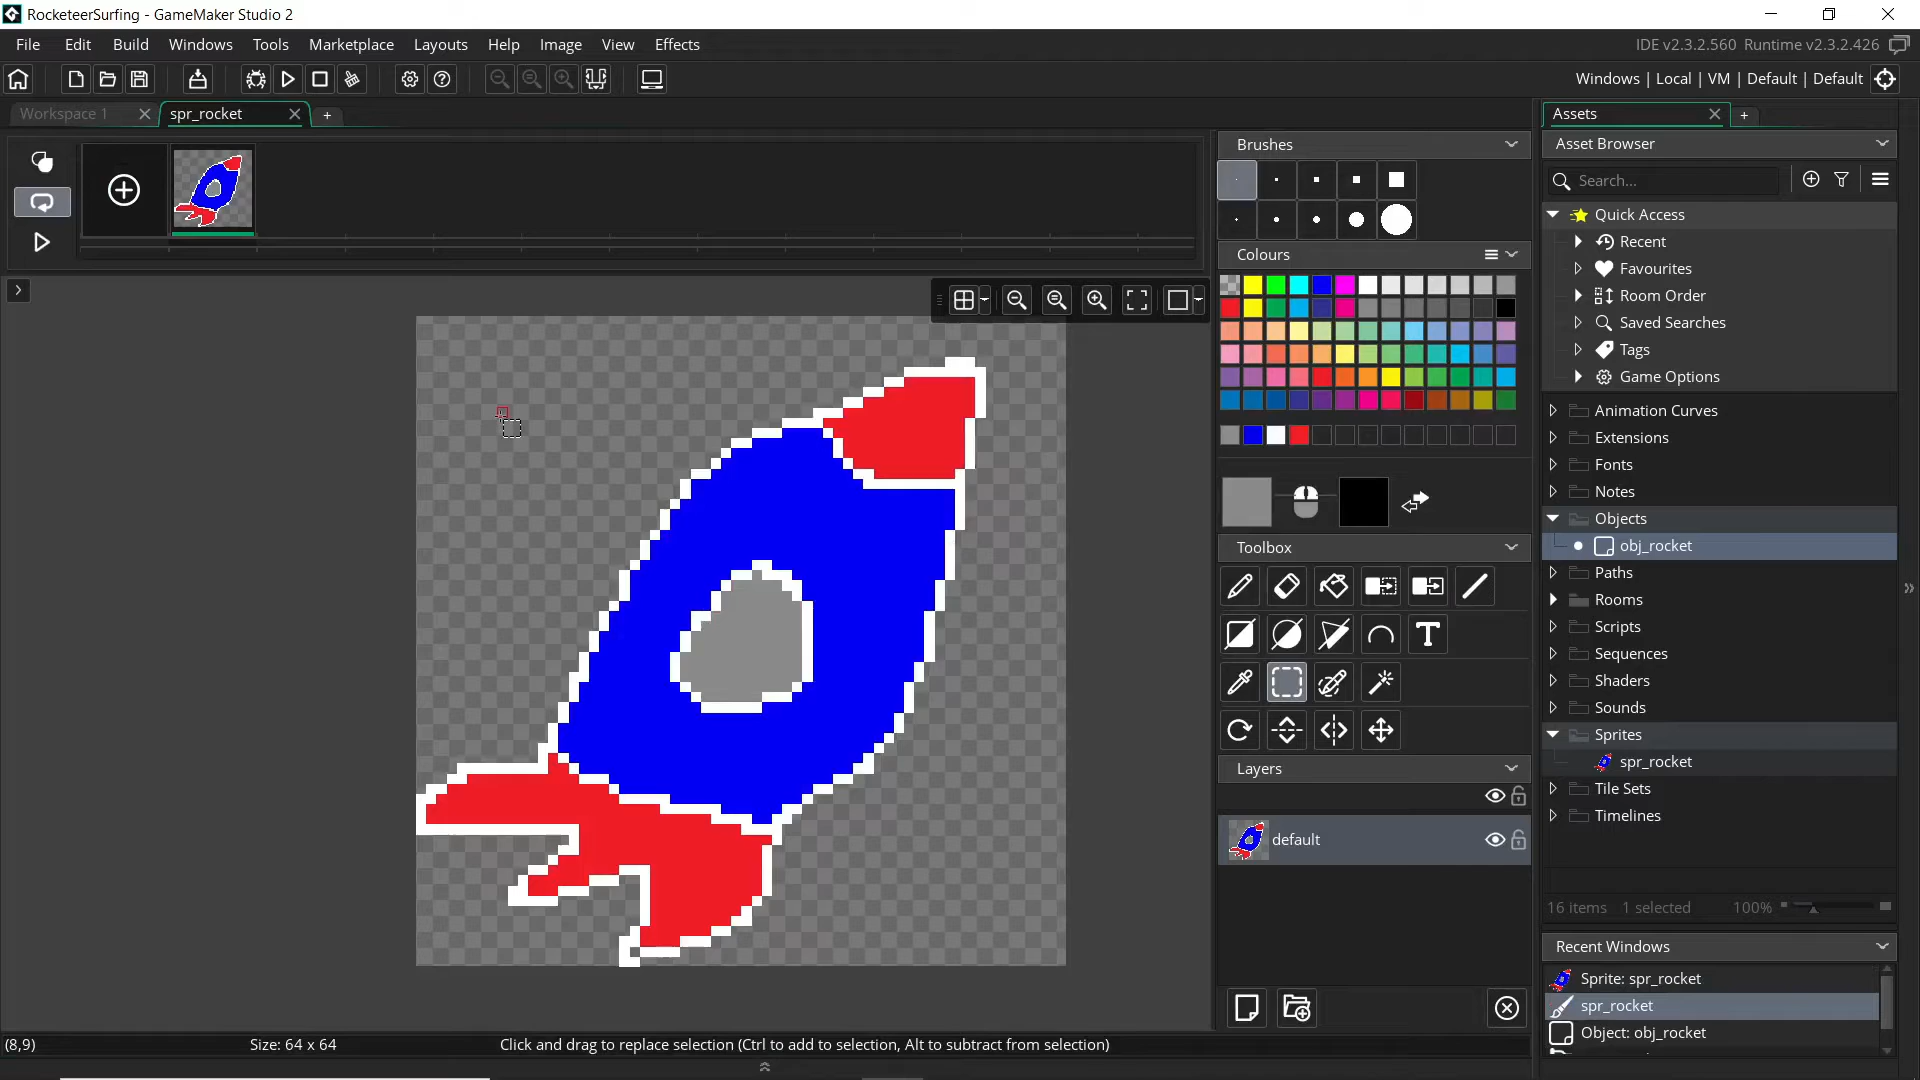 RocketeerSurfing - GameMaker Studio 2
File Edit Build Windows Tools Marketplace Layouts Help Image View Effects
IDE v2.3.2.560 Runtime v2.3.2.426
Windows | Local | VM | Default | Default
Workspace 1
spr_rocket
Assets
Brushes
Asset Browser
Search...
Quick Access
Recent
Colours
Favourites
Room Order
Saved Searches
Tags
Game Options
Animation Curves
Extensions
Fonts
Notes
Objects
obj_rocket
Toolbox
Paths
Rooms
Scripts
Sequences
Shaders
Sounds
Sprites
spr_rocket
Layers
Tile Sets
Timelines
default
16 items 1 selected 100%
Recent Windows
Sprite: spr_rocket
spr_rocket
Object: obj_rocket
(8,9)
Size: 64 x 64
Click and drag to replace selection (Ctrl to add to selection, Alt to subtract from selection)